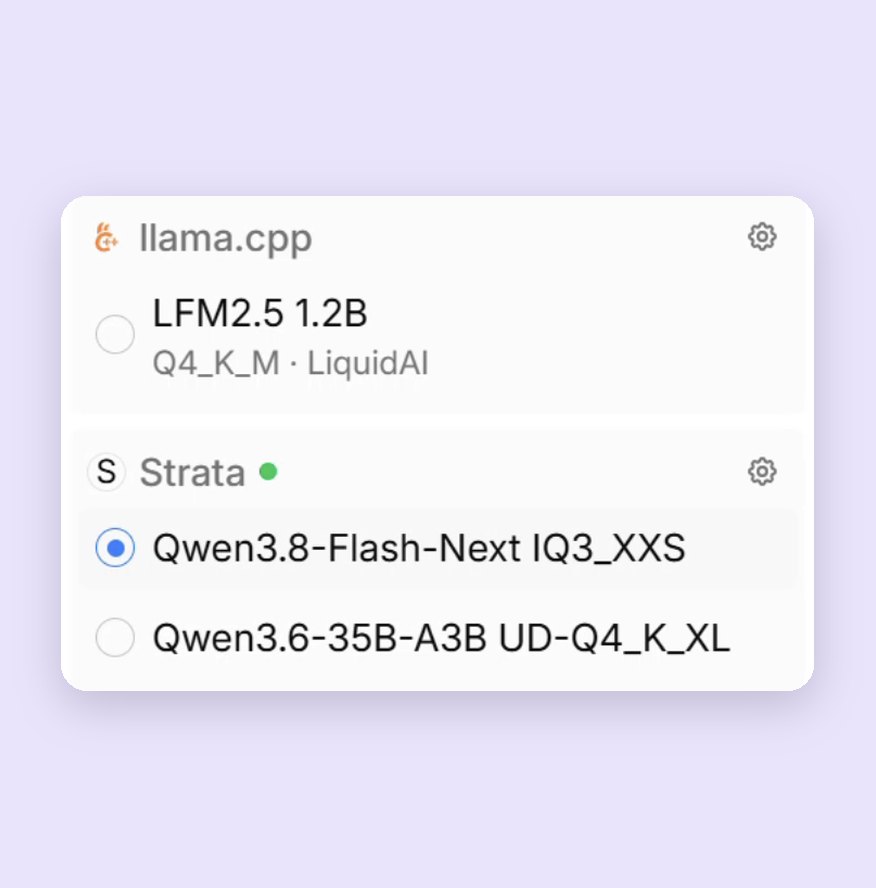 llama.cpp
LFM2.5 1.2B
Q4_K_M · LiquidAI
S Strata
Qwen3.8-Flash-Next IQ3_XXS
Qwen3.6-35B-A3B UD-Q4_K_XL